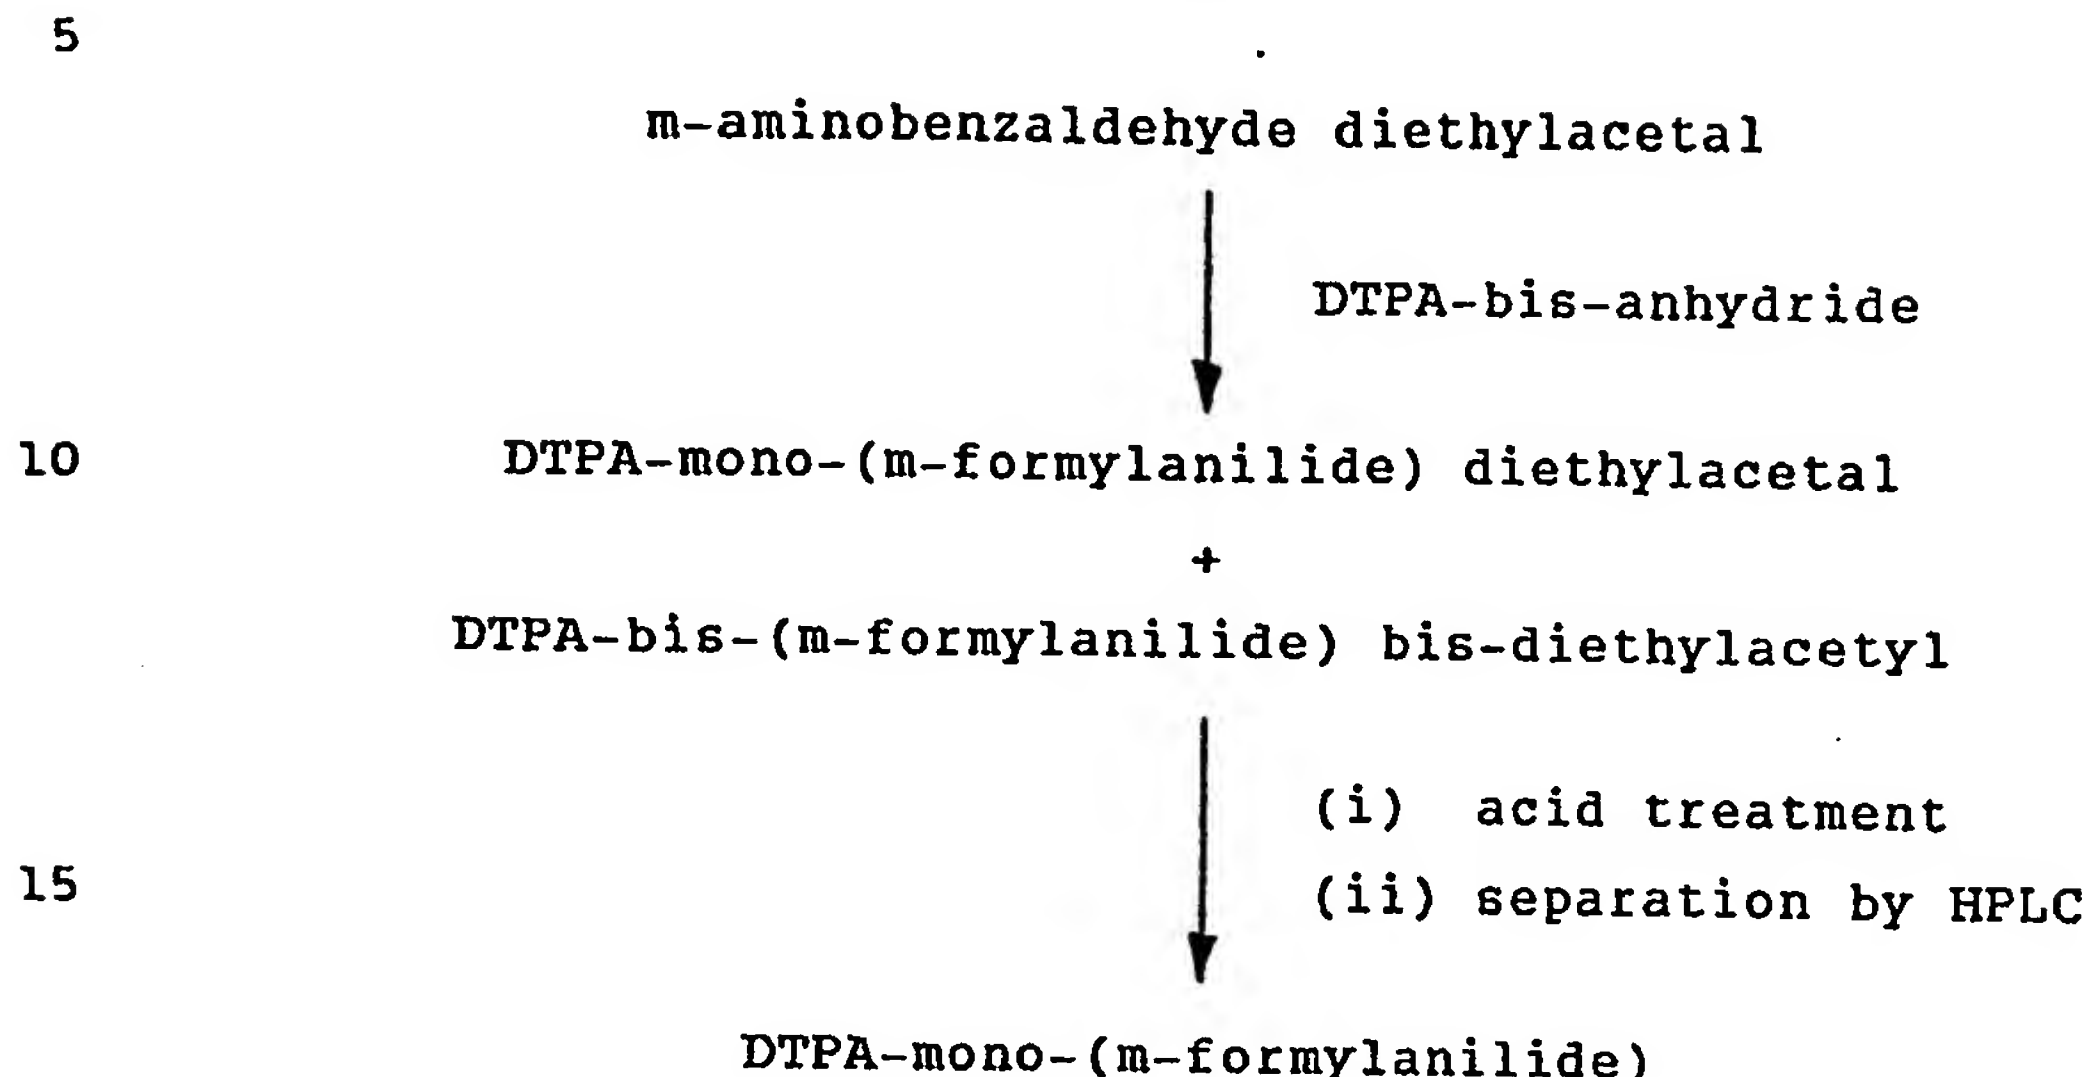 5
m-aminobenzaldehyde diethylacetal
DTPA-bis-anhydride
10 DTPA-mono-(m-formylanilide) diethylacetal
+
DTPA-bis-(m-formylanilide) bis-diethylacetyl
(i) acid treatment
15 (ii) separation by HPLC
DTPA-mono-(m-formylanilide)